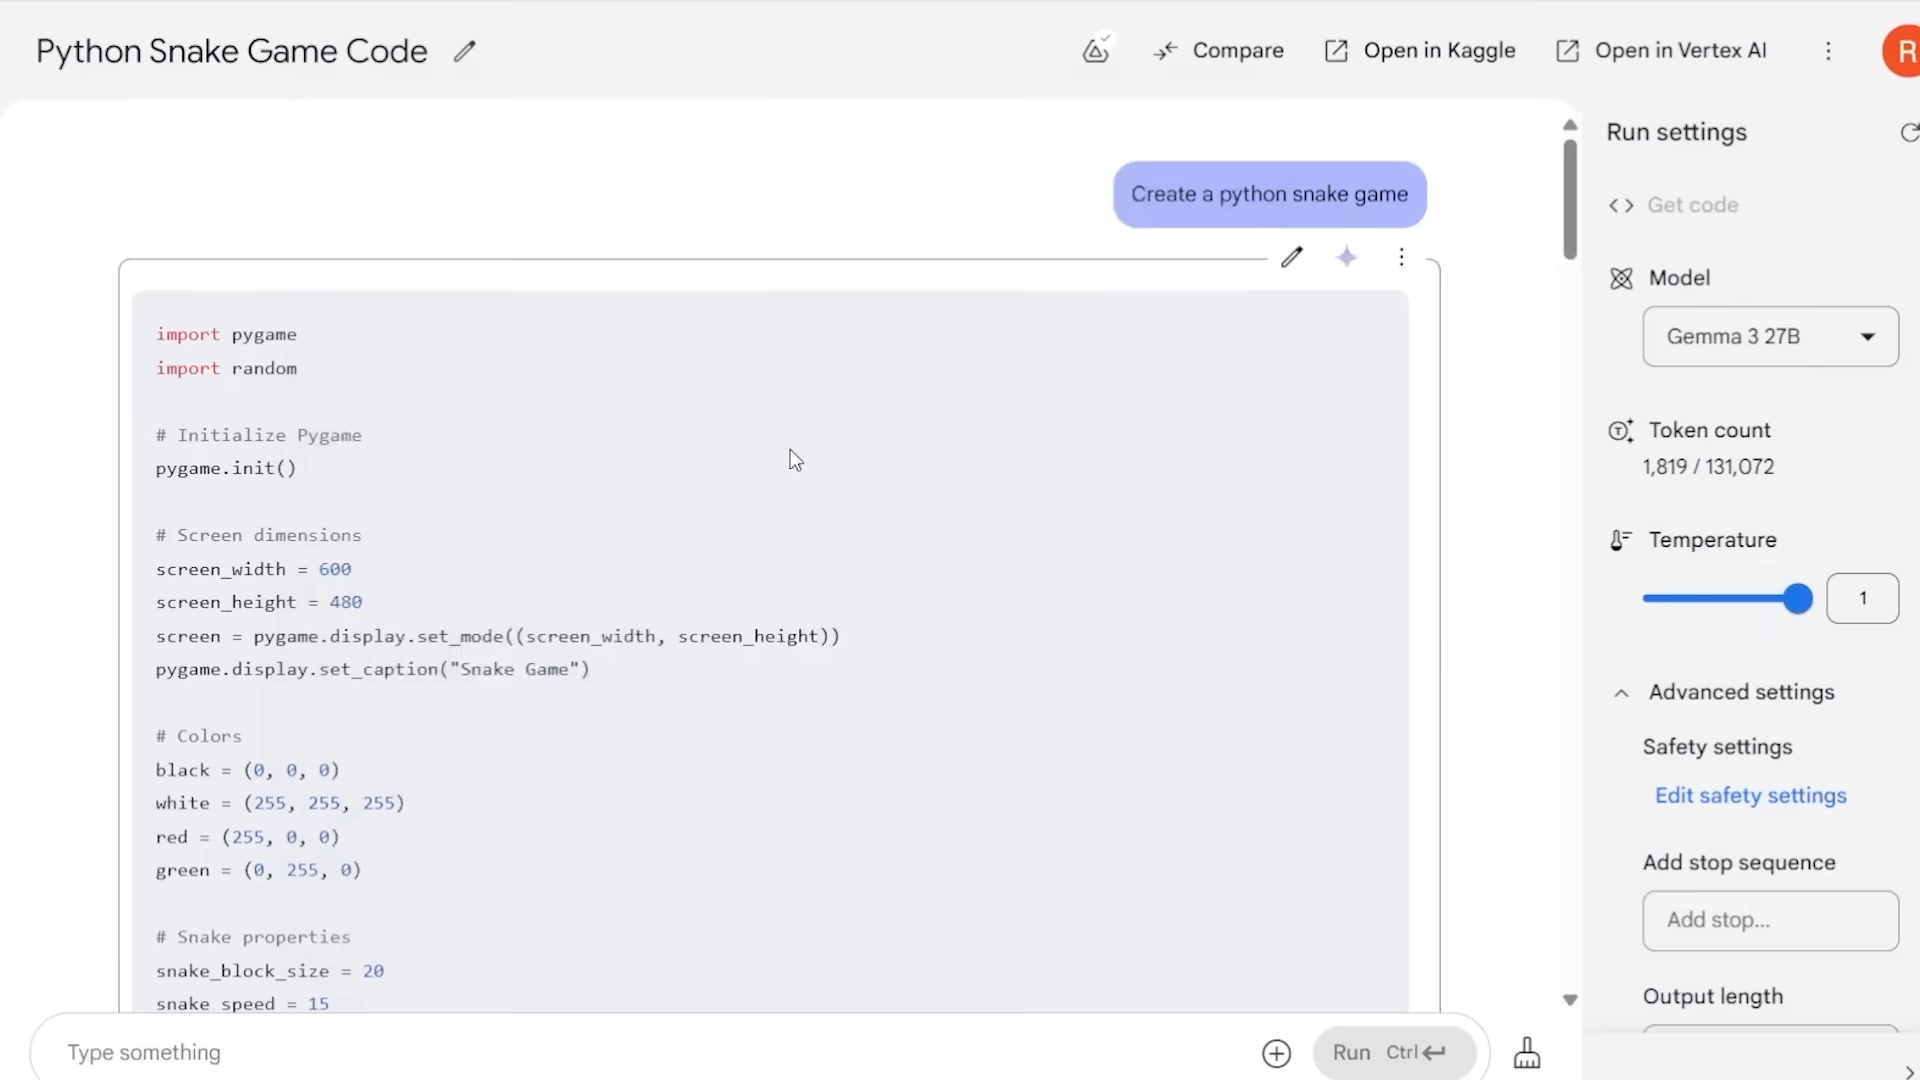 Python Snake Game Code
Compare
Open in Kaggle
Open in Vertex AI
R
Create a python snake game
import pygame
import random
# Initialize Pygame
pygame.init()
# Screen dimensions
screen_width = 600
screen_height = 480
screen = pygame.display.set_mode((screen_width, screen_height))
pygame.display.set_caption("Snake Game")
# Colors
black = (0, 0, 0)
white = (255, 255, 255)
red = (255, 0, 0)
green = (0, 255, 0)
# Snake properties
snake_block_size = 20
snake_speed = 15
Type something
Run Ctrl
Run settings
Get code
Model
Gemma 3 27B
Token count
1,819 / 131,072
Temperature
1
Advanced settings
Safety settings
Edit safety settings
Add stop sequence
Add stop...
Output length